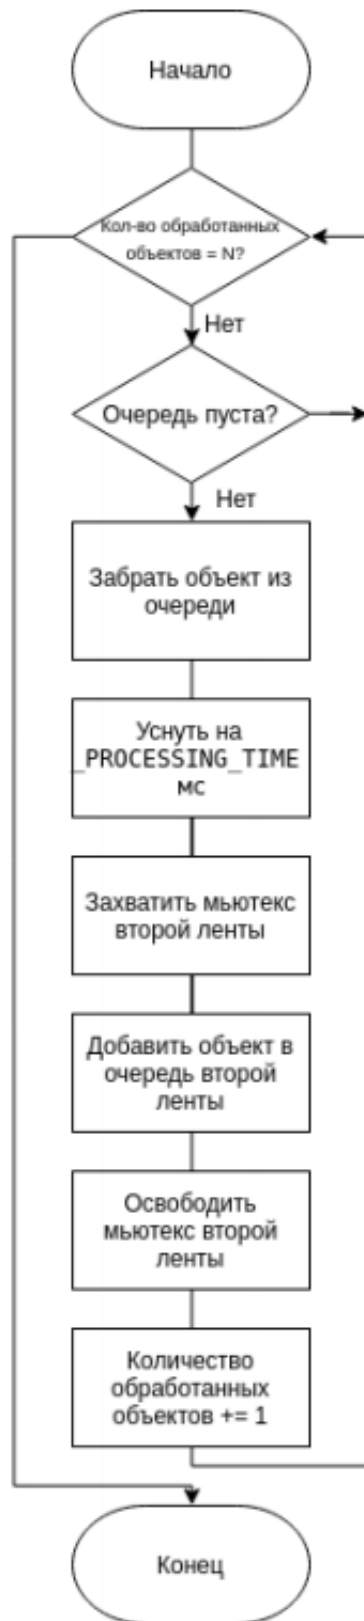 Начало
Кол-во обработанных
объектов = N?
Нет
Очередь пуста?
Нет
Забрать объект из
очереди
Уснуть на
_PROCESSING_TIME
мс
Захватить мьютекс
второй ленты
Добавить объект в
очередь второй
ленты
Освободить
мьютекс второй
ленты
Количество
обработанных
объектов += 1
Конец